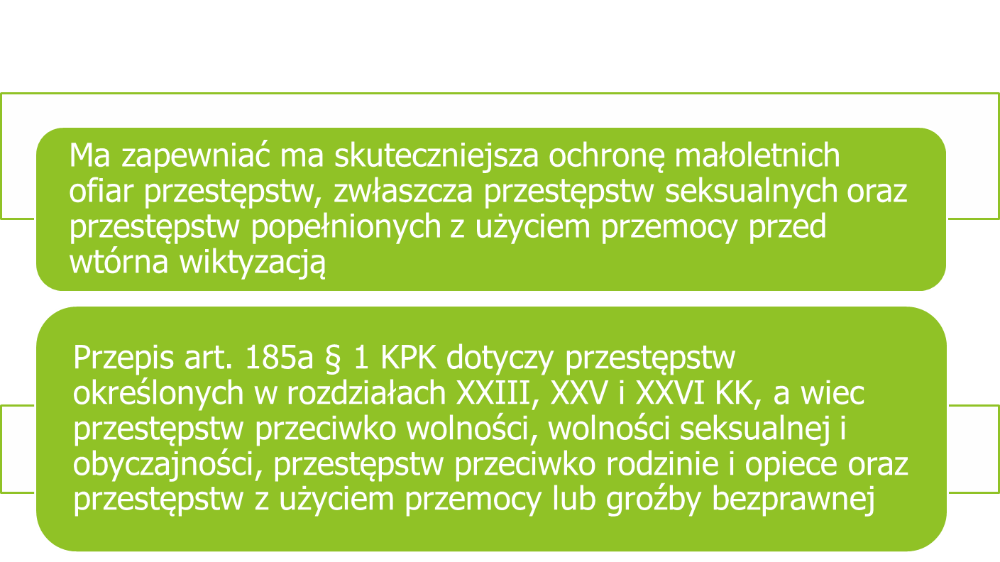 Ma zapewniać ma skuteczniejsza ochronę małoletnich
ofiar przestępstw, zwłaszcza przestępstw seksualnych oraz
przestępstw popełnionych z użyciem przemocy przed
wtórna wiktyzacją
Przepis art. 185a § 1 KPK dotyczy przestępstw
określonych w rozdziałach XXIII, XXV i XXVI KK, a wiec
przestępstw przeciwko wolności, wolności seksualnej i
obyczajności, przestępstw przeciwko rodzinie i opiece oraz
przestępstw z użyciem przemocy lub groźby bezprawnej